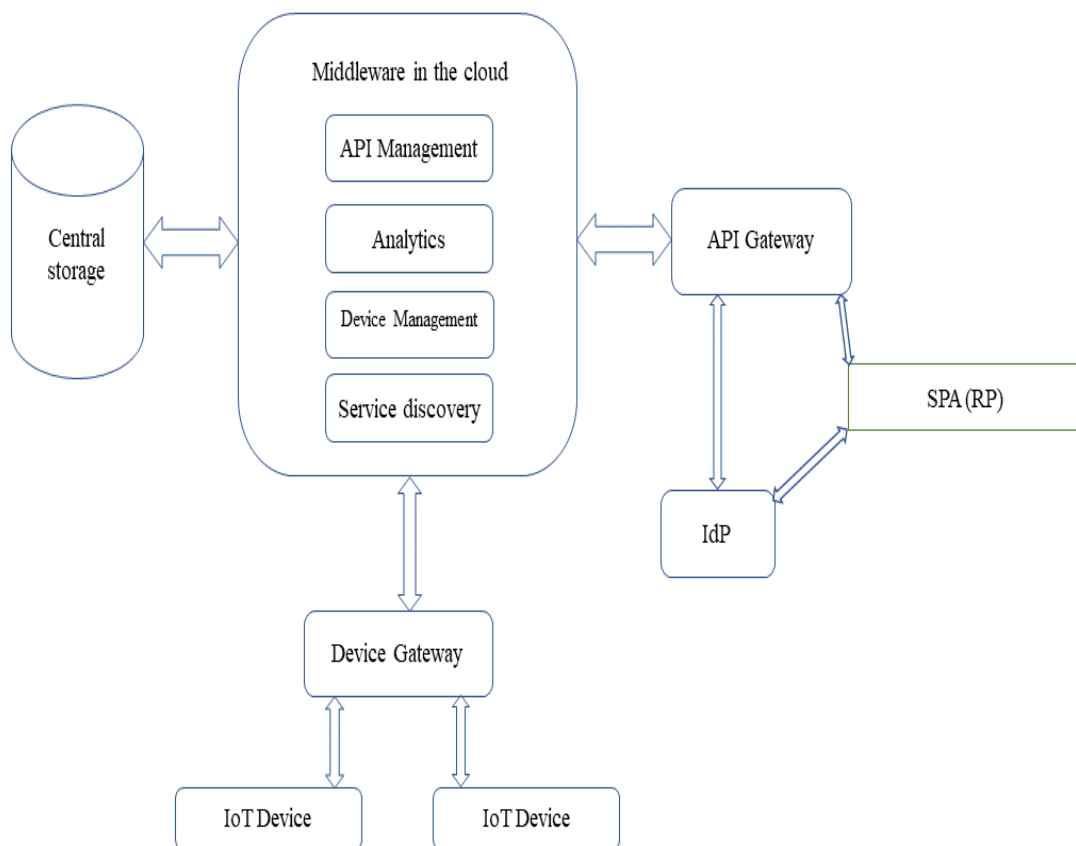 Middleware in the cloud
API Management
Central
storage
Analytics
API Gateway
Device Management
Service discovery
SPA (RP)
IdP
Device Gateway
IoT Device
IoT Device